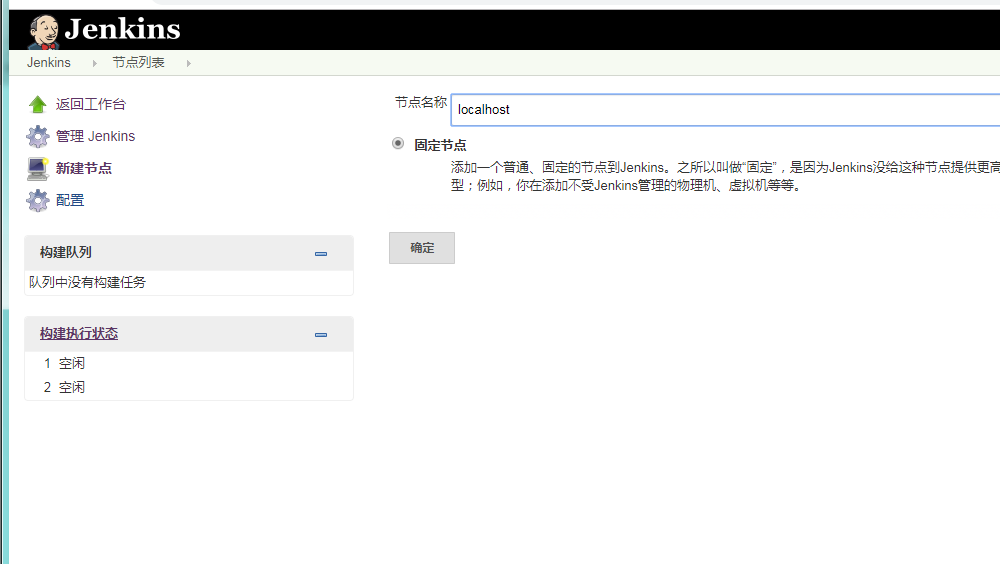 Jenkins
Jenkins 节点列表
返回工作台
管理 Jenkins
新建节点
配置
构建队列
队列中没有构建任务
构建执行状态
1 空闲
2 空闲
节点名称 localhost
固定节点
添加一个普通、固定的节点到Jenkins。之所以叫做“固定”，是因为Jenkins没给这种节点提供更高
型；例如，你在添加不受Jenkins管理的物理机、虚拟机等等。
确定